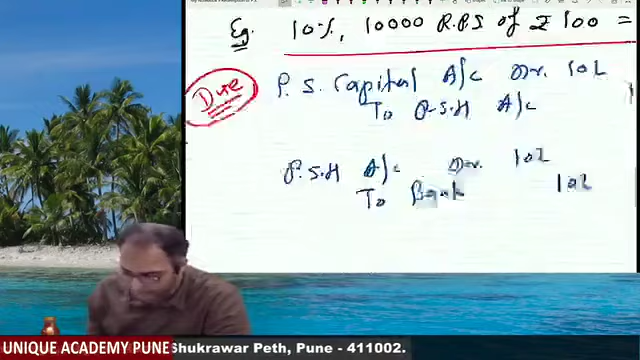 Eg. 10%, 10000 R.P.S of ₹ 100 =
Due
P. S. Capital A/c Dr. 10L
To P.S.H A/c
P.S.H A/c Dr. 10L
To Bank 10L
UNIQUE ACADEMY PUNE Shukrawar Peth, Pune - 411002.